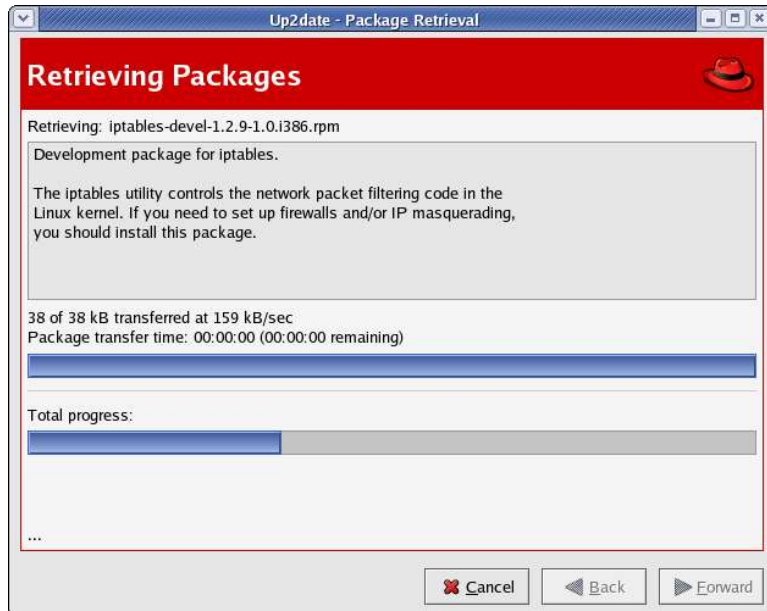 Up2date - Package Retrieval
Retrieving Packages
Retrieving: iptables-devel-1.2.9-1.0.i386.rpm
Development package for iptables.
The iptables utility controls the network packet filtering code in the
Linux kernel. If you need to set up firewalls and/or IP masquerading,
you should install this package.
38 of 38 kB transferred at 159 kB/sec
Package transfer time: 00:00:00 (00:00:00 remaining)
Total progress:
...
Cancel
Back
Forward